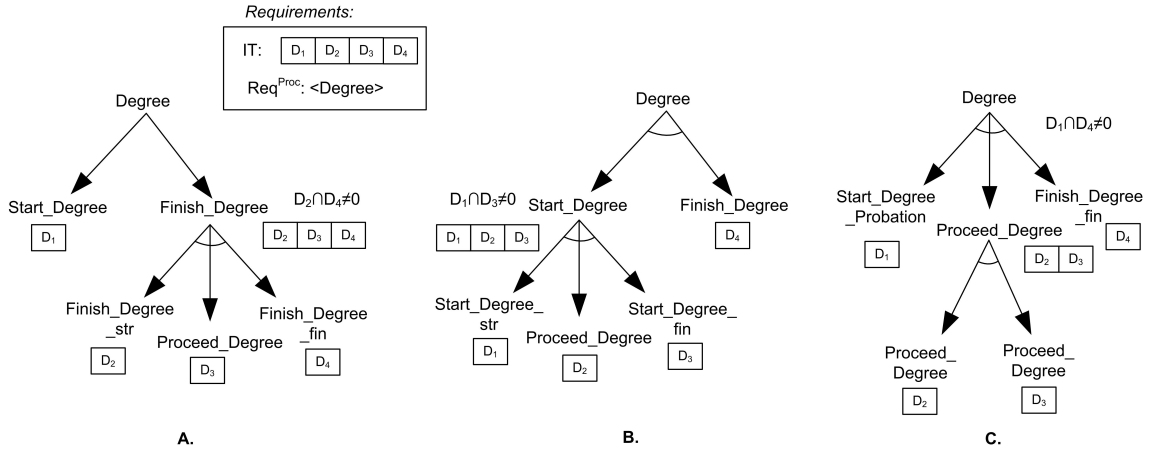 Requirements:
IT: D₁ D₂ D₃ D₄
Req^Proc: <Degree>
Degree
Start_Degree
D₁
Finish_Degree
D₂∩D₄≠0
D₂ D₃ D₄
Finish_Degree
_str
D₂
Proceed_Degree
D₃
Finish_Degree
_fin
D₄
A.
Degree
D₁∩D₃≠0
Start_Degree
D₁ D₂ D₃
Finish_Degree
D₄
Start_Degree_
str
D₁
Proceed_Degree
D₂
Start_Degree_
fin
D₃
B.
Degree
D₁∩D₄≠0
Start_Degree
_Probation
D₁
Proceed_Degree
D₂ D₃
Finish_Degree
_fin
D₄
Proceed_
Degree
D₂
Proceed_
Degree
D₃
C.